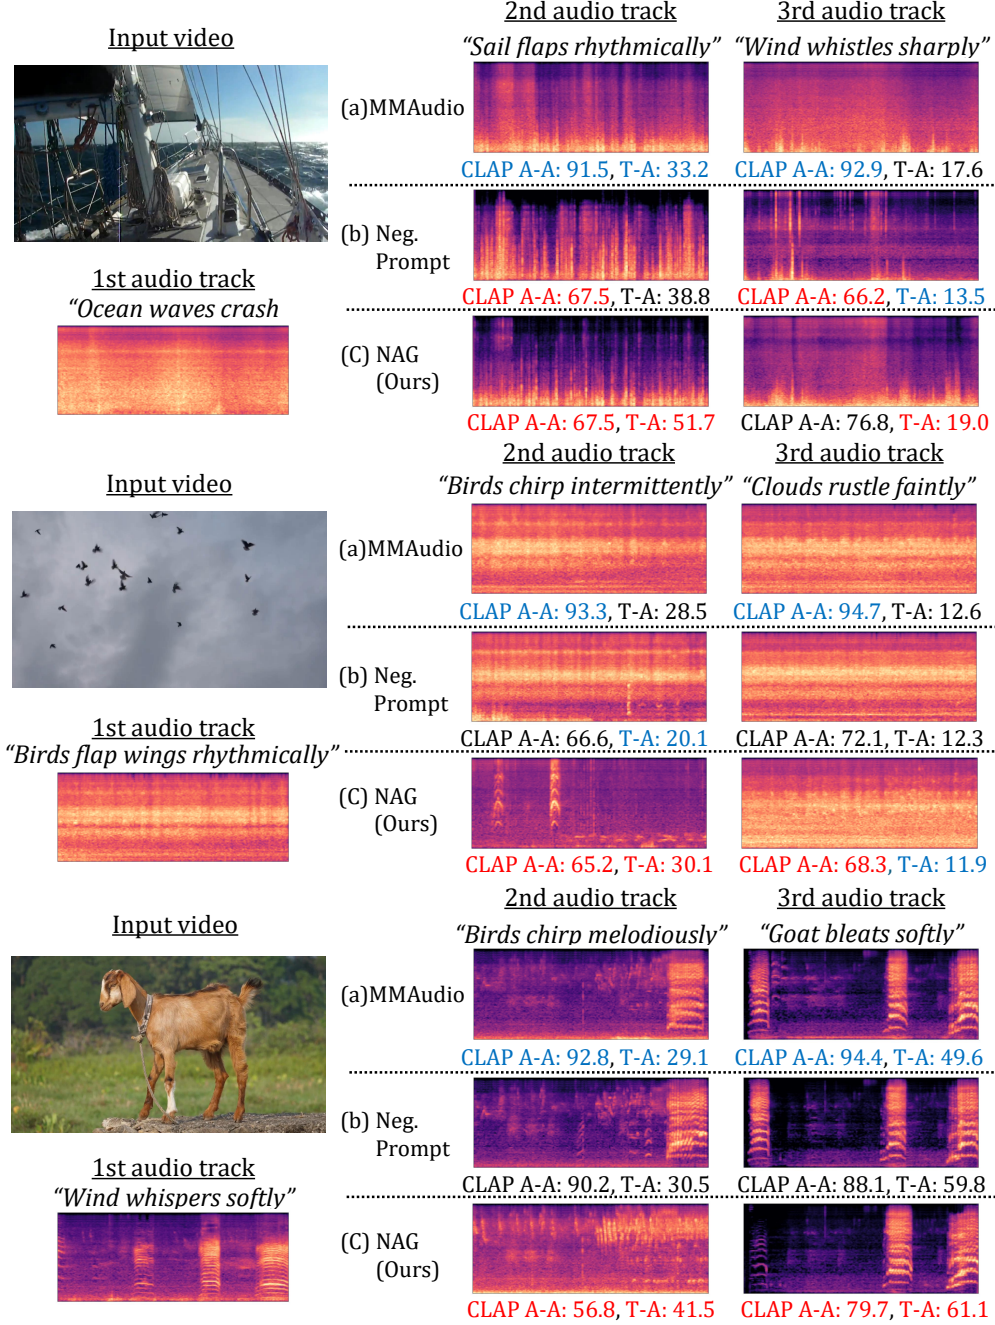 Input video
1st audio track
“Ocean waves crash
2nd audio track
“Sail flaps rhythmically”
3rd audio track
“Wind whistles sharply”
(a)MMAudio
CLAP A-A: 91.5, T-A: 33.2
CLAP A-A: 92.9, T-A: 17.6
(b) Neg.
Prompt
CLAP A-A: 67.5, T-A: 38.8
CLAP A-A: 66.2, T-A: 13.5
(C) NAG
(Ours)
CLAP A-A: 67.5, T-A: 51.7
CLAP A-A: 76.8, T-A: 19.0
Input video
1st audio track
“Birds flap wings rhythmically”
2nd audio track
“Birds chirp intermittently”
3rd audio track
“Clouds rustle faintly”
(a)MMAudio
CLAP A-A: 93.3, T-A: 28.5
CLAP A-A: 94.7, T-A: 12.6
(b) Neg.
Prompt
CLAP A-A: 66.6, T-A: 20.1
CLAP A-A: 72.1, T-A: 12.3
(C) NAG
(Ours)
CLAP A-A: 65.2, T-A: 30.1
CLAP A-A: 68.3, T-A: 11.9
Input video
1st audio track
“Wind whispers softly”
2nd audio track
“Birds chirp melodiously”
3rd audio track
“Goat bleats softly”
(a)MMAudio
CLAP A-A: 92.8, T-A: 29.1
CLAP A-A: 94.4, T-A: 49.6
(b) Neg.
Prompt
CLAP A-A: 90.2, T-A: 30.5
CLAP A-A: 88.1, T-A: 59.8
(C) NAG
(Ours)
CLAP A-A: 56.8, T-A: 41.5
CLAP A-A: 79.7, T-A: 61.1